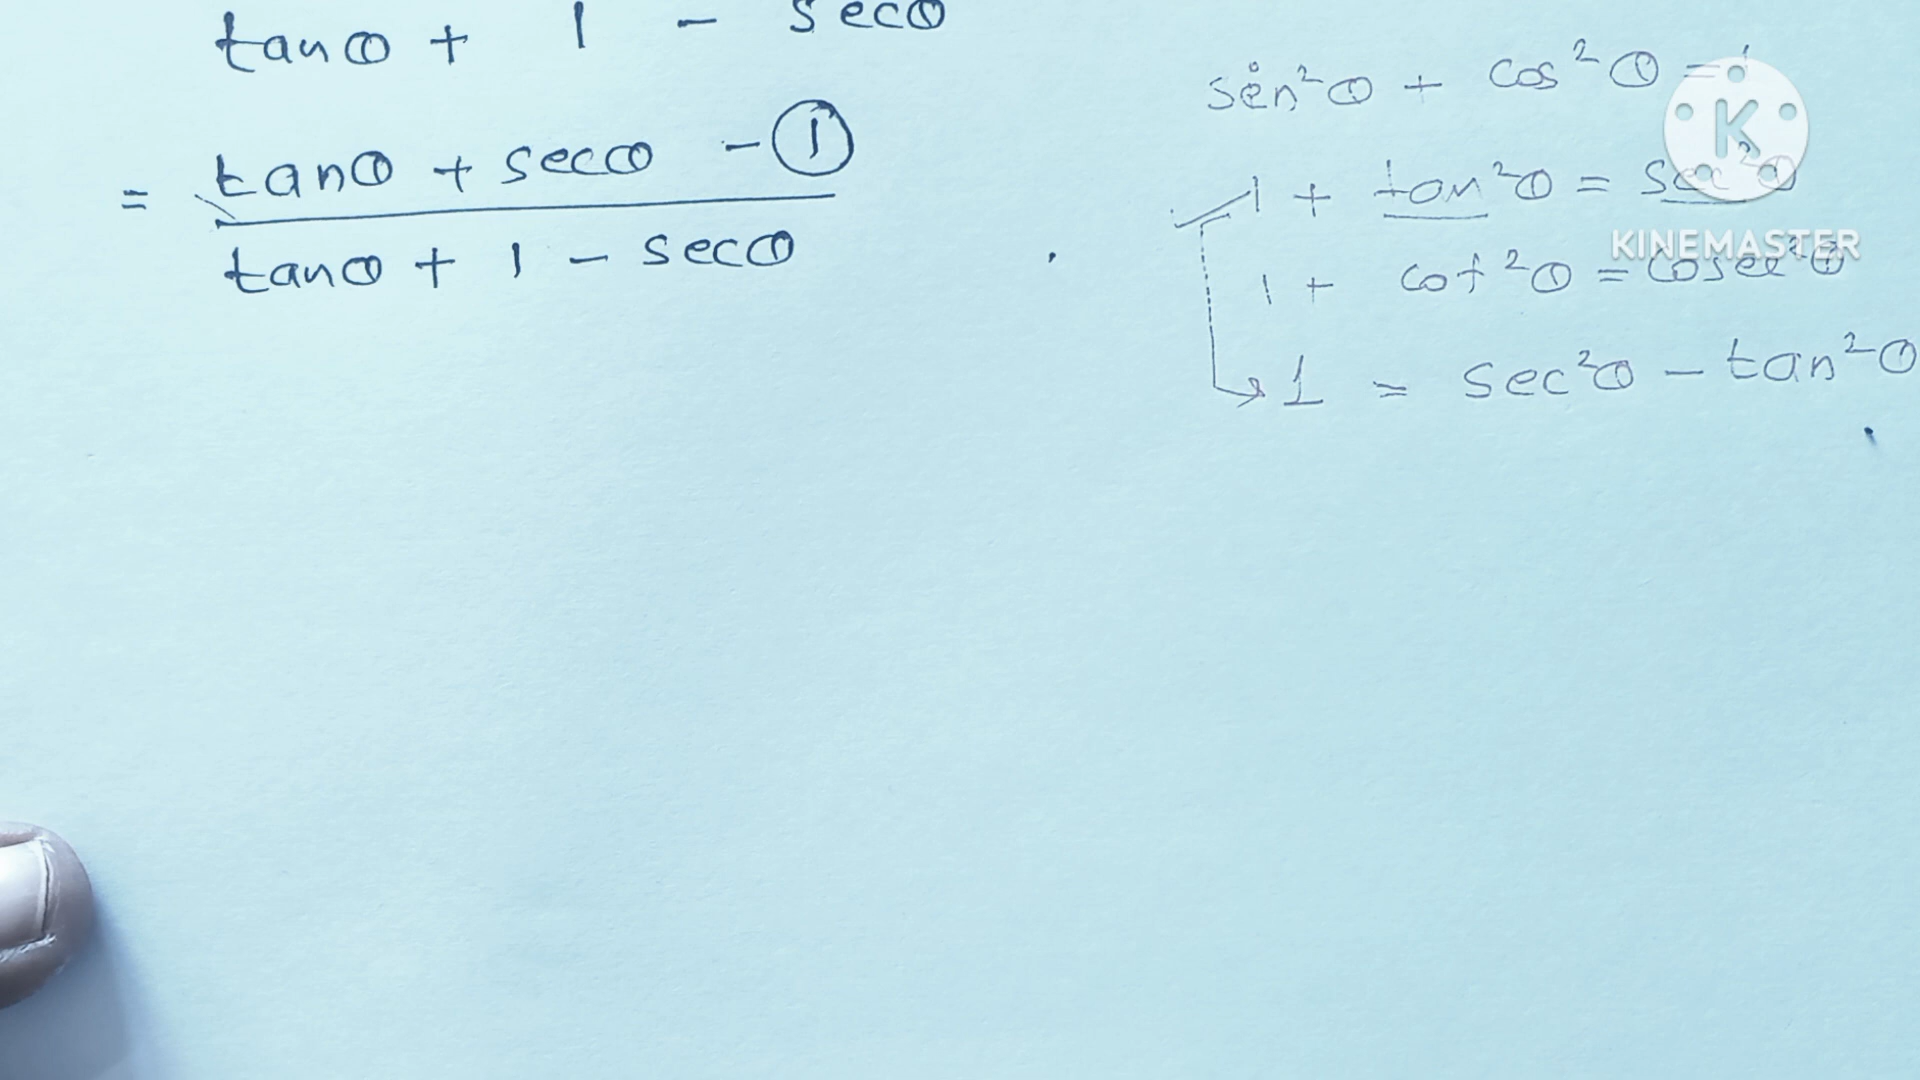 tanθ + 1 - secθ
= tanθ + secθ - 1
tanθ + 1 - secθ
sin²θ + cos²θ = 1
1 + tan²θ = sec²θ
1 + cot²θ = cosec²θ
1 = sec²θ - tan²θ
K
KINEMASTER